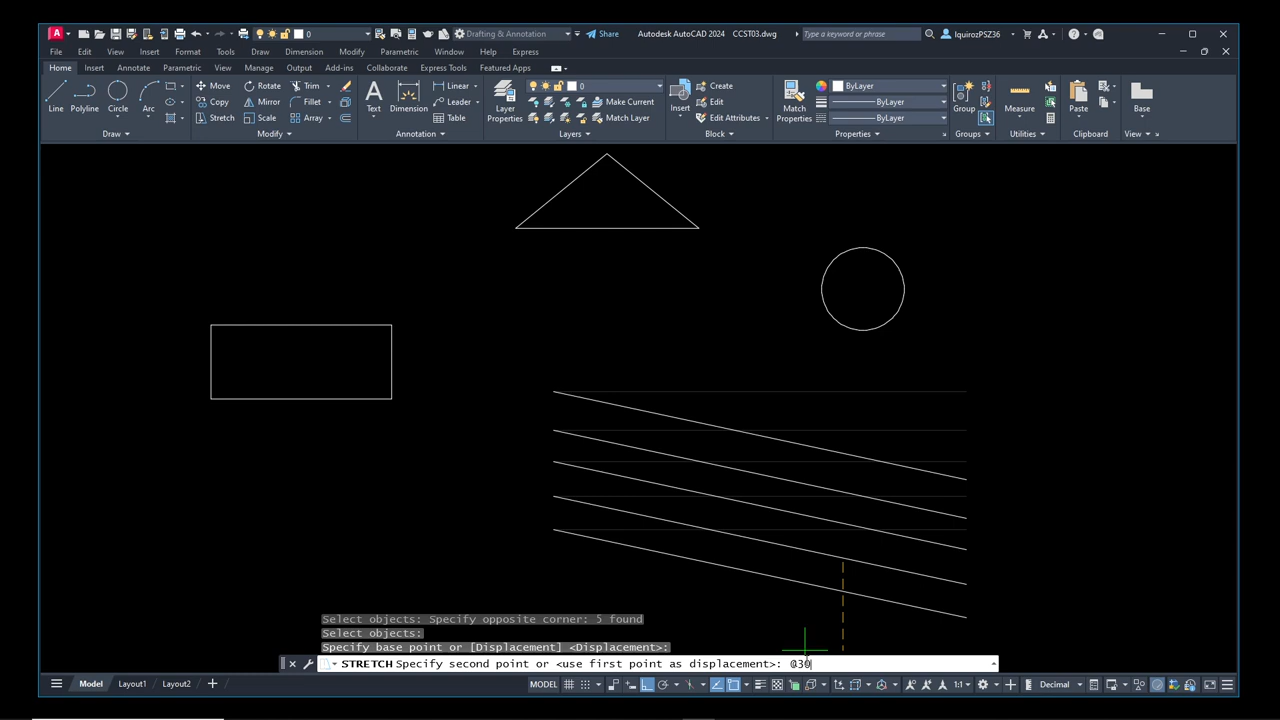 0 Drafting & Annotation Share Autodesk AutoCAD 2024 CCST03.dwg Type a keyword or phrase IquirozPSZ36
File Edit View Insert Format Tools Draw Dimension Modify Parametric Window Help Express
Home Insert Annotate Parametric View Manage Output Add-ins Collaborate Express Tools Featured Apps
Move Rotate Trim Linear 0 Create ByLayer
Copy Mirror Fillet Leader Make Current Edit ByLayer
Line Polyline Circle Arc Stretch Scale Array Text Dimension Table Layer Properties Match Layer Insert Edit Attributes Match Properties ByLayer Group Measure Paste Base
Draw Modify Annotation Layers Block Properties Groups Utilities Clipboard View
Select objects: Specify opposite corner: 5 found
Select objects:
Specify base point or [Displacement] <Displacement>:
STRETCH Specify second point or <use first point as displacement>: @30
Model Layout1 Layout2 + MODEL 1:1 Decimal